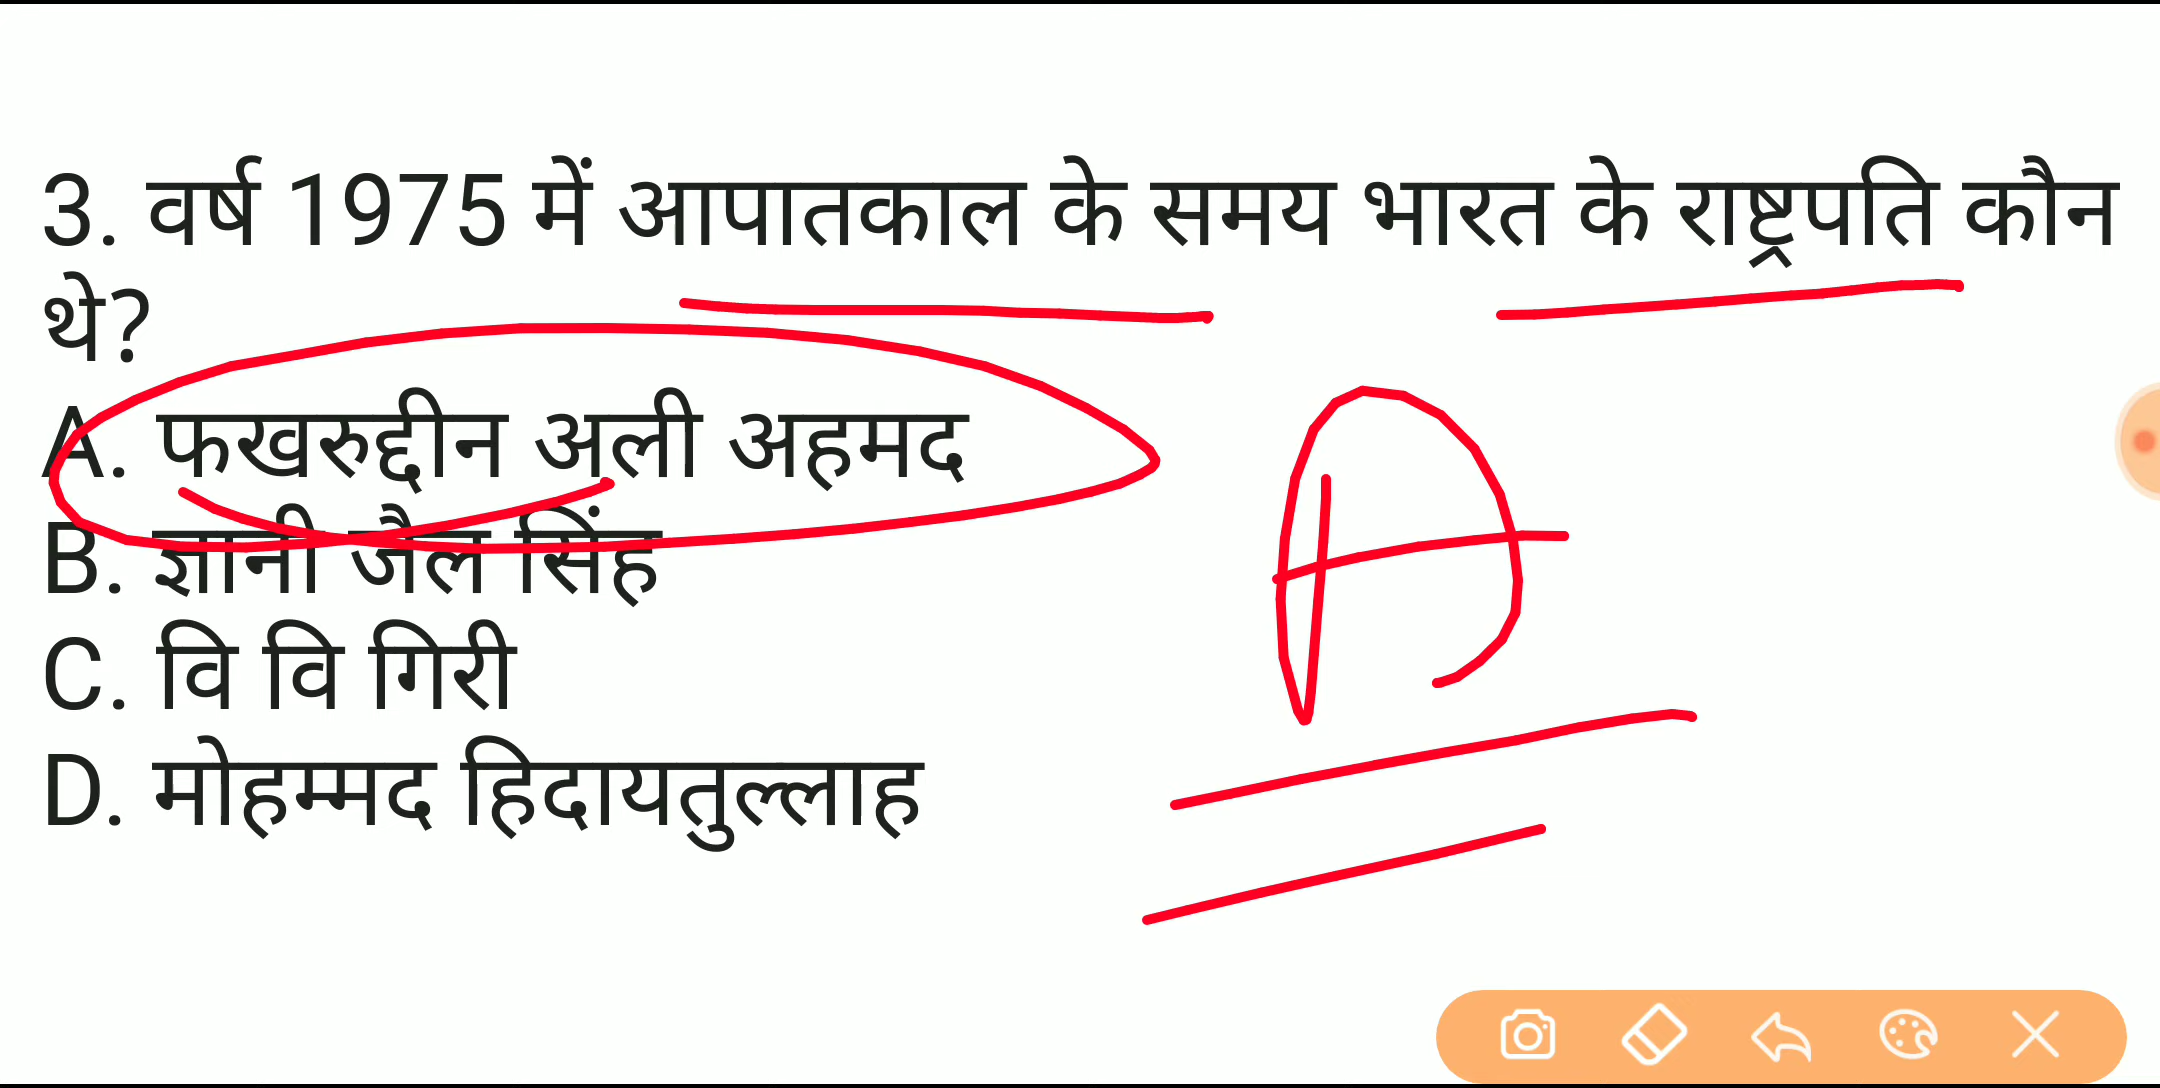 3. वर्ष 1975 में आपातकाल के समय भारत के राष्ट्रपति कौन
थे?
A. फखरुद्दीन अली अहमद
B. ज्ञानी जैल सिंह
C. वि वि गिरी
D. मोहम्मद हिदायतुल्लाह
A